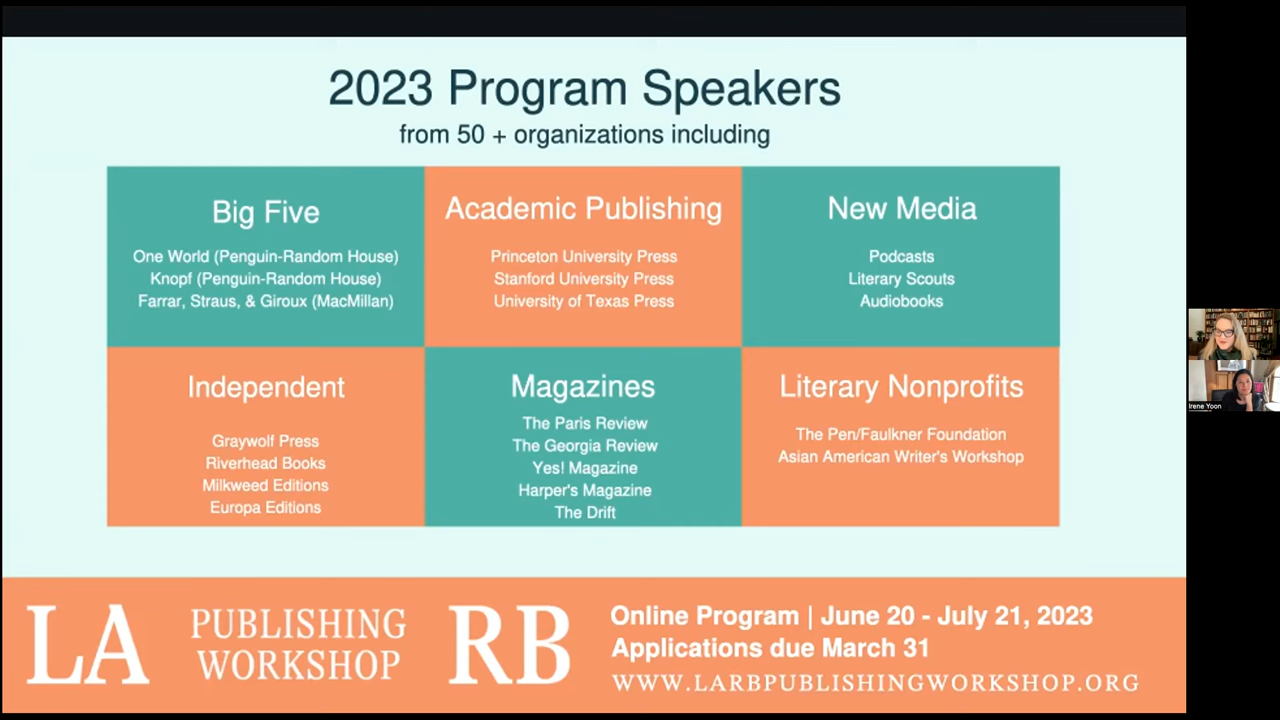 2023 Program Speakers
from 50 + organizations including
Big Five
One World (Penguin-Random House)
Knopf (Penguin-Random House)
Farrar, Straus, & Giroux (MacMillan)
Academic Publishing
Princeton University Press
Stanford University Press
University of Texas Press
New Media
Podcasts
Literary Scouts
Audiobooks
Independent
Graywolf Press
Riverhead Books
Milkweed Editions
Europa Editions
Magazines
The Paris Review
The Georgia Review
Yes! Magazine
Harper's Magazine
The Drift
Literary Nonprofits
The Pen/Faulkner Foundation
Asian American Writer's Workshop
Irene Yoon
LA PUBLISHING WORKSHOP RB
Online Program | June 20 - July 21, 2023
Applications due March 31
WWW.LARBPUBLISHINGWORKSHOP.ORG